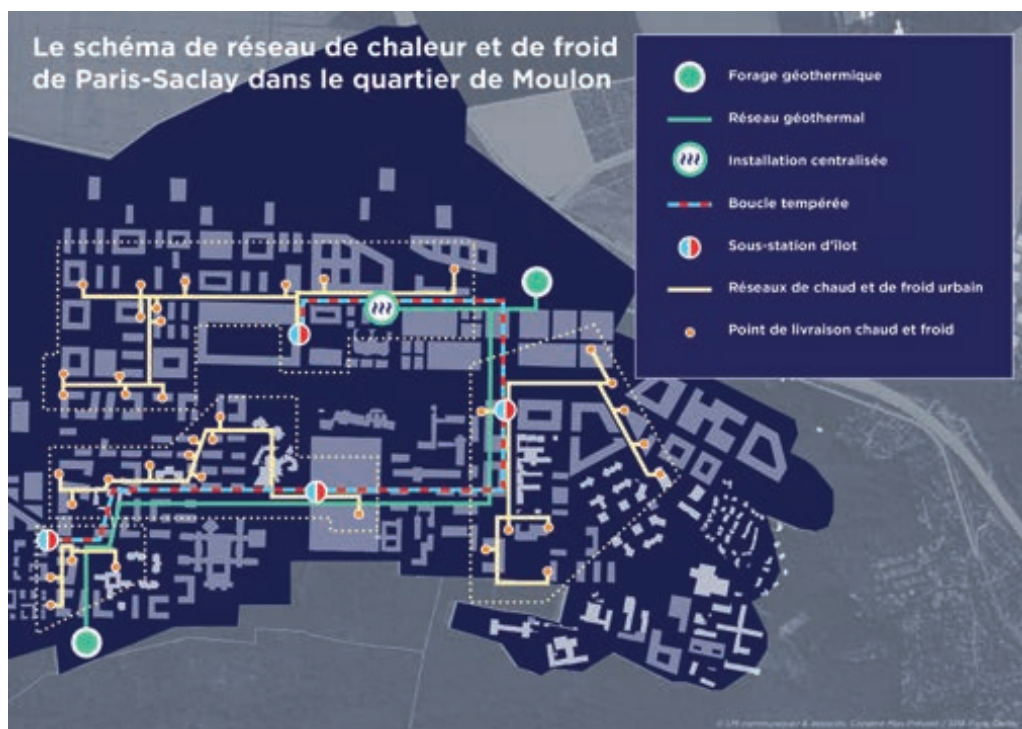 Le schéma de réseau de chaleur et de froid
de Paris-Saclay dans le quartier de Moulon
Forage géothermique
Réseau géothermal
Installation centralisée
Boucle tempérée
Sous-station d'îlot
Réseaux de chaud et de froid urbain
Point de livraison chaud et froid